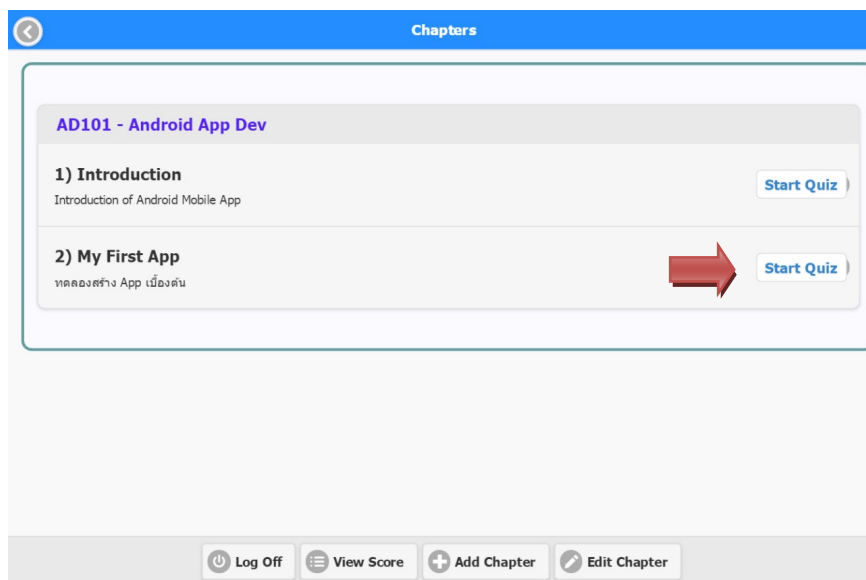 Chapters
AD101 - Android App Dev
1) Introduction
Introduction of Android Mobile App
Start Quiz
2) My First App
ทดลองสร้าง App เบื้องต้น
Start Quiz
Log Off
View Score
Add Chapter
Edit Chapter